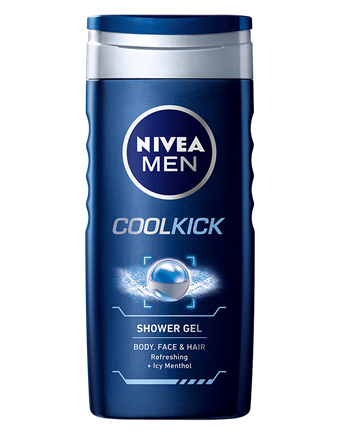 NIVEA
MEN
COOLKICK
SHOWER GEL
BODY, FACE & HAIR
Refreshing
+ Icy Menthol